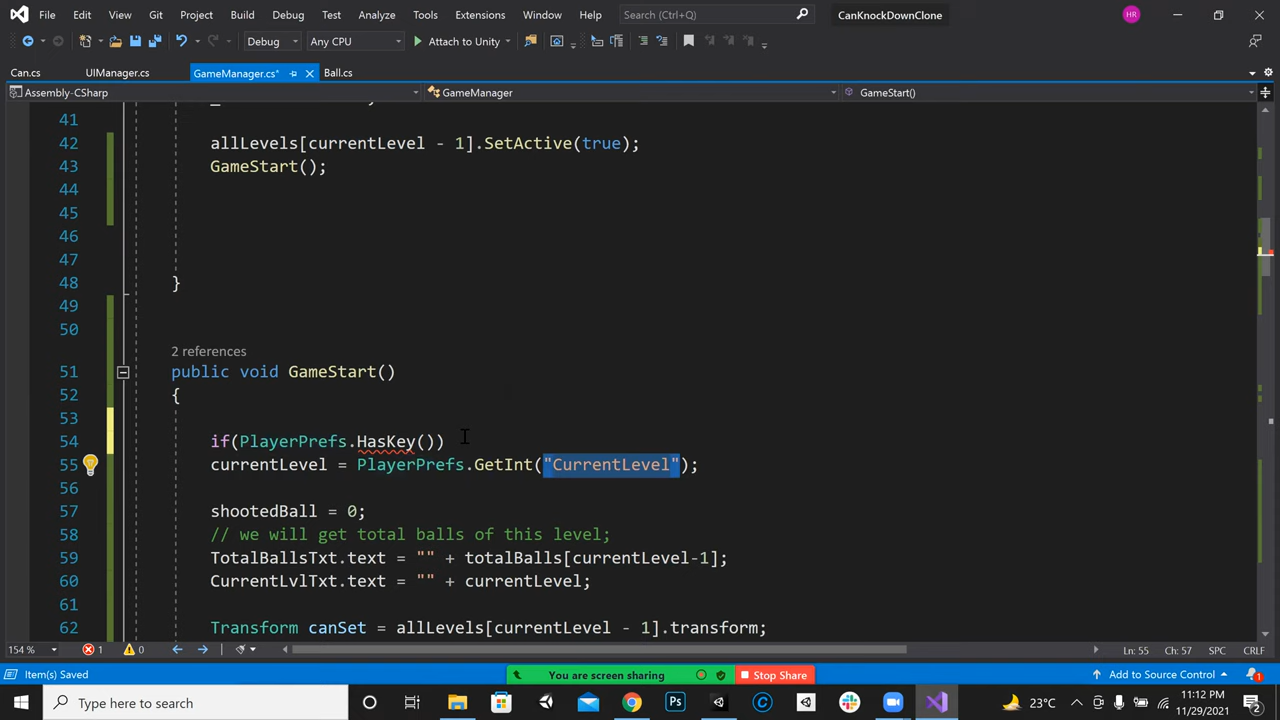 File Edit View Git Project Build Debug Test Analyze Tools Extensions Window Help Search (Ctrl+Q) CanKnockDownClone HR
Debug Any CPU Attach to Unity
Can.cs UIManager.cs GameManager.cs* Ball.cs
Assembly-CSharp GameManager GameStart()
41
42 allLevels[currentLevel - 1].SetActive(true);
43 GameStart();
44
45
46
47
48 }
49
50
2 references
51 public void GameStart()
52 {
53
54 if(PlayerPrefs.HasKey())
55 currentLevel = PlayerPrefs.GetInt("CurrentLevel");
56
57 shootedBall = 0;
58 // we will get total balls of this level;
59 TotalBallsTxt.text = "" + totalBalls[currentLevel-1];
60 CurrentLvlTxt.text = "" + currentLevel;
61
62 Transform canSet = allLevels[currentLevel - 1].transform;
154 % 1 0 Ln: 55 Ch: 57 SPC CRLF
Item(s) Saved You are screen sharing Stop Share Add to Source Control 1
Type here to search Ps 23°C 11:12 PM
11/29/2021